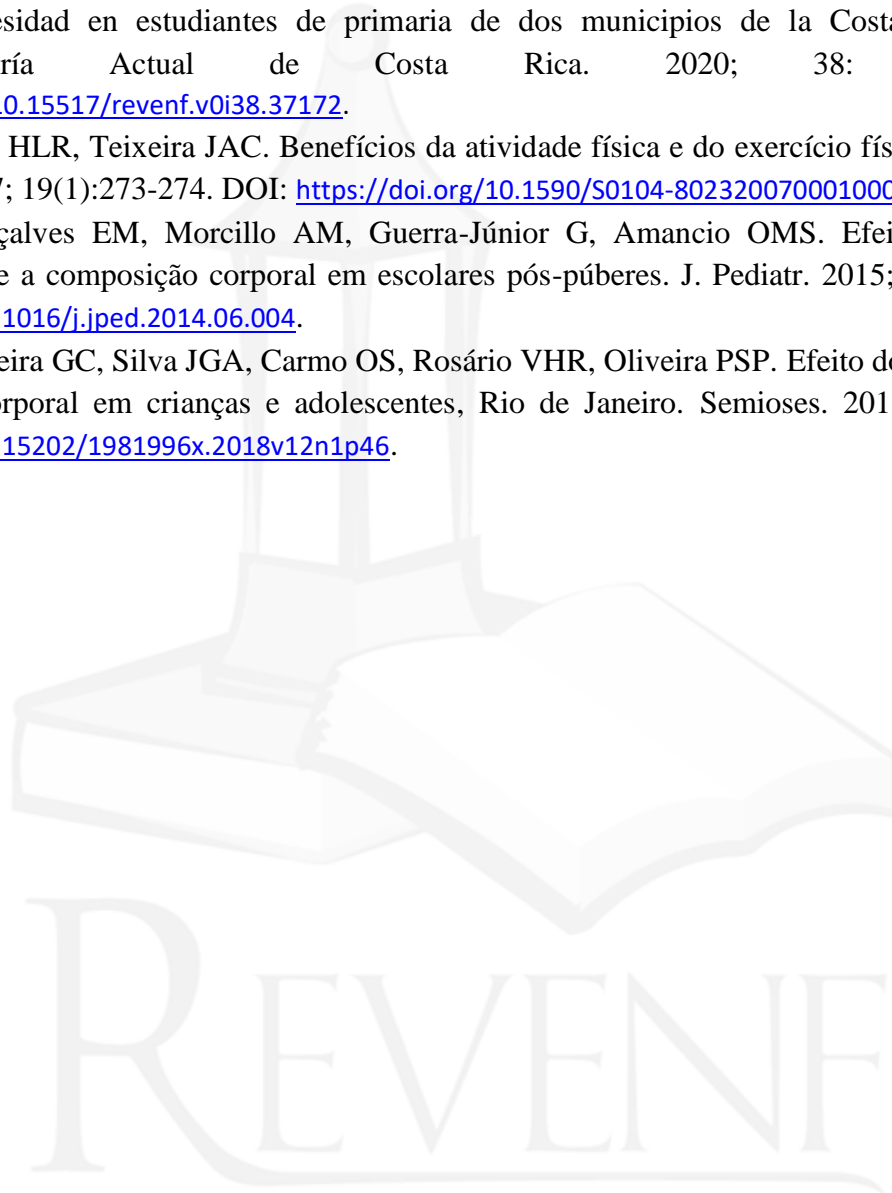 esidad en estudiantes de primaria de dos municipios de la Costa
ría Actual de Costa Rica. 2020; 38:
0.15517/revenf.v0i38.37172.
HLR, Teixeira JAC. Benefícios da atividade física e do exercício fís
7; 19(1):273-274. DOI: https://doi.org/10.1590/S0104-8023200700010000
çalves EM, Morcillo AM, Guerra-Júnior G, Amancio OMS. Efei
e a composição corporal em escolares pós-púberes. J. Pediatr. 2015;
1016/j.jped.2014.06.004.
eira GC, Silva JGA, Carmo OS, Rosário VHR, Oliveira PSP. Efeito do
orporal em crianças e adolescentes, Rio de Janeiro. Semioses. 201
15202/1981996x.2018v12n1p46.
REVENF